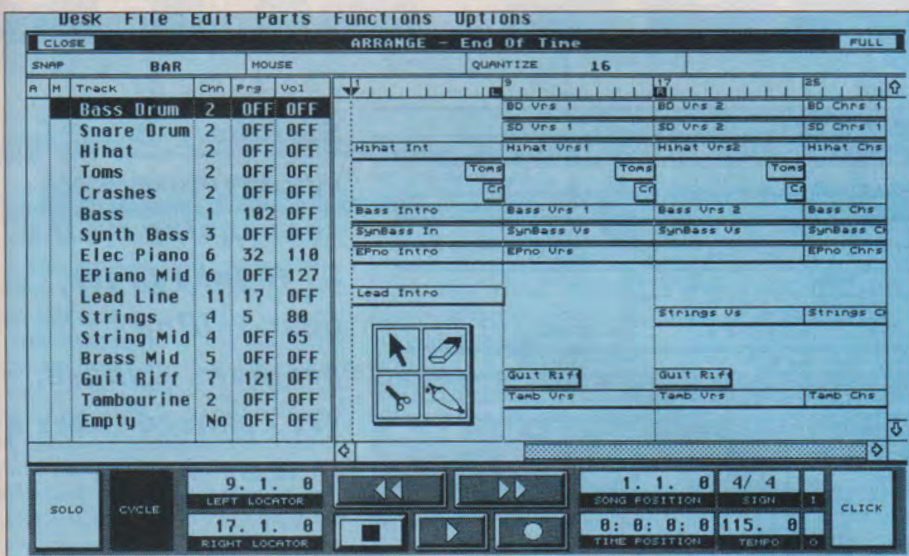 Desk File Edit Parts Functions Options
CLOSE ARRANGE - End Of Time FULL
SNAP BAR MOUSE QUANTIZE 16
A M Track Chn Prg Vol 1 9 17 25
Bass Drum 2 OFF OFF BD Vrs 1 BD Vrs 2 BD Chrs 1
Snare Drum 2 OFF OFF SD Vrs 1 SD Vrs 2 SD Chrs 1
Hihat 2 OFF OFF Hihat Int Hihat Vrs1 Hihat Vrs2 Hihat Chs
Toms 2 OFF OFF Toms Toms Toms
Crashes 2 OFF OFF Cr Cr Cr
Bass 1 102 OFF Bass Intro Bass Vrs 1 Bass Vrs 2 Bass Chs
Synth Bass 3 OFF OFF SynBass In SynBass Vs SynBass Vs SynBass C
Elec Piano 6 32 110 EPno Intro EPno Vrs EPno Chrs
EPiano Mid 6 OFF 127
Lead Line 11 17 OFF Lead Intro
Strings 4 5 80 Strings Vs Strings C
String Mid 4 OFF 65
Brass Mid 5 OFF OFF
Guit Riff 7 121 OFF Guit Riff Guit Riff
Tambourine 2 OFF OFF Tamb Vrs Tamb Vrs Tamb Chs
Empty No OFF OFF
SOLO CYCLE 9. 1. 0 LEFT LOCATOR 1. 1. 0 SONG POSITION 4/ 4 SIGN I CLICK
17. 1. 0 RIGHT LOCATOR 0: 0: 0: 0 TIME POSITION 115. 0 TEMPO O